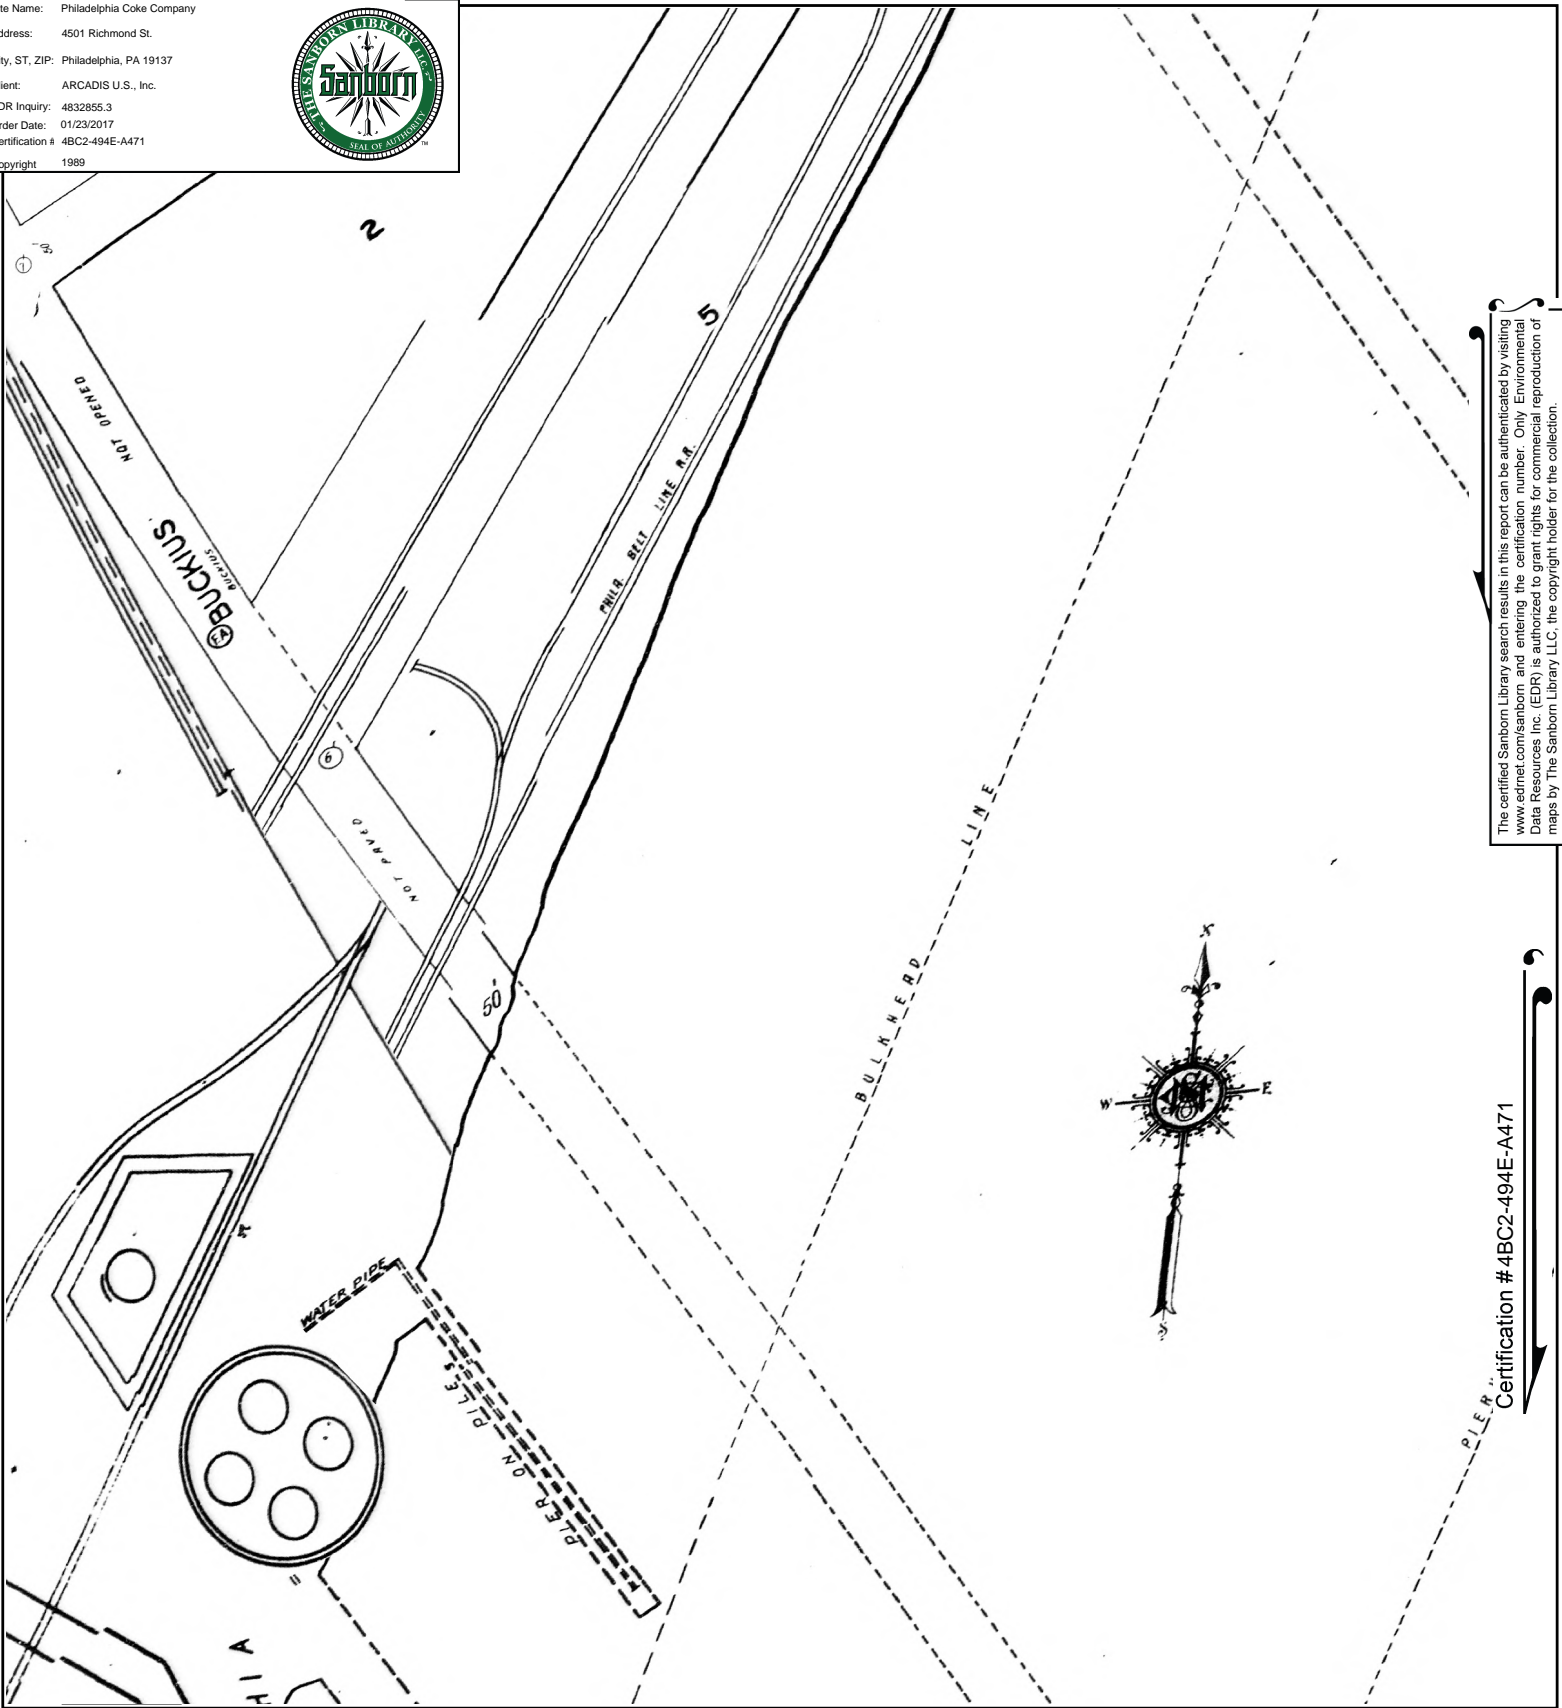 te Name: Philadelphia Coke Company
ddress: 4501 Richmond St.
ity, ST, ZIP: Philadelphia, PA 19137
ient: ARCADIS U.S., Inc.
DR Inquiry: 4832855.3
rder Date: 01/23/2017
ertification # 4BC2-494E-A471
opyright 1989
THE SANBORN LIBRARY, LLC
Sanborn
SEAL OF AUTHORITY
TM
2
5
1
NOT OPENED
BUCKIUS
BUCKIUS
PHILA. BELT LINE R.R.
6
NOT PAVED
50'
BULKHEAD LINE
W
E
S
WATER PIPE
PIER ON PILES
HIA
PIER
The certified Sanborn Library search results in this report can be authenticated by visiting
www.edrnet.com/sanborn and entering the certification number. Only Environmental
Data Resources Inc. (EDR) is authorized to grant rights for commercial reproduction of
maps by The Sanborn Library LLC, the copyright holder for the collection.
Certification # 4BC2-494E-A471